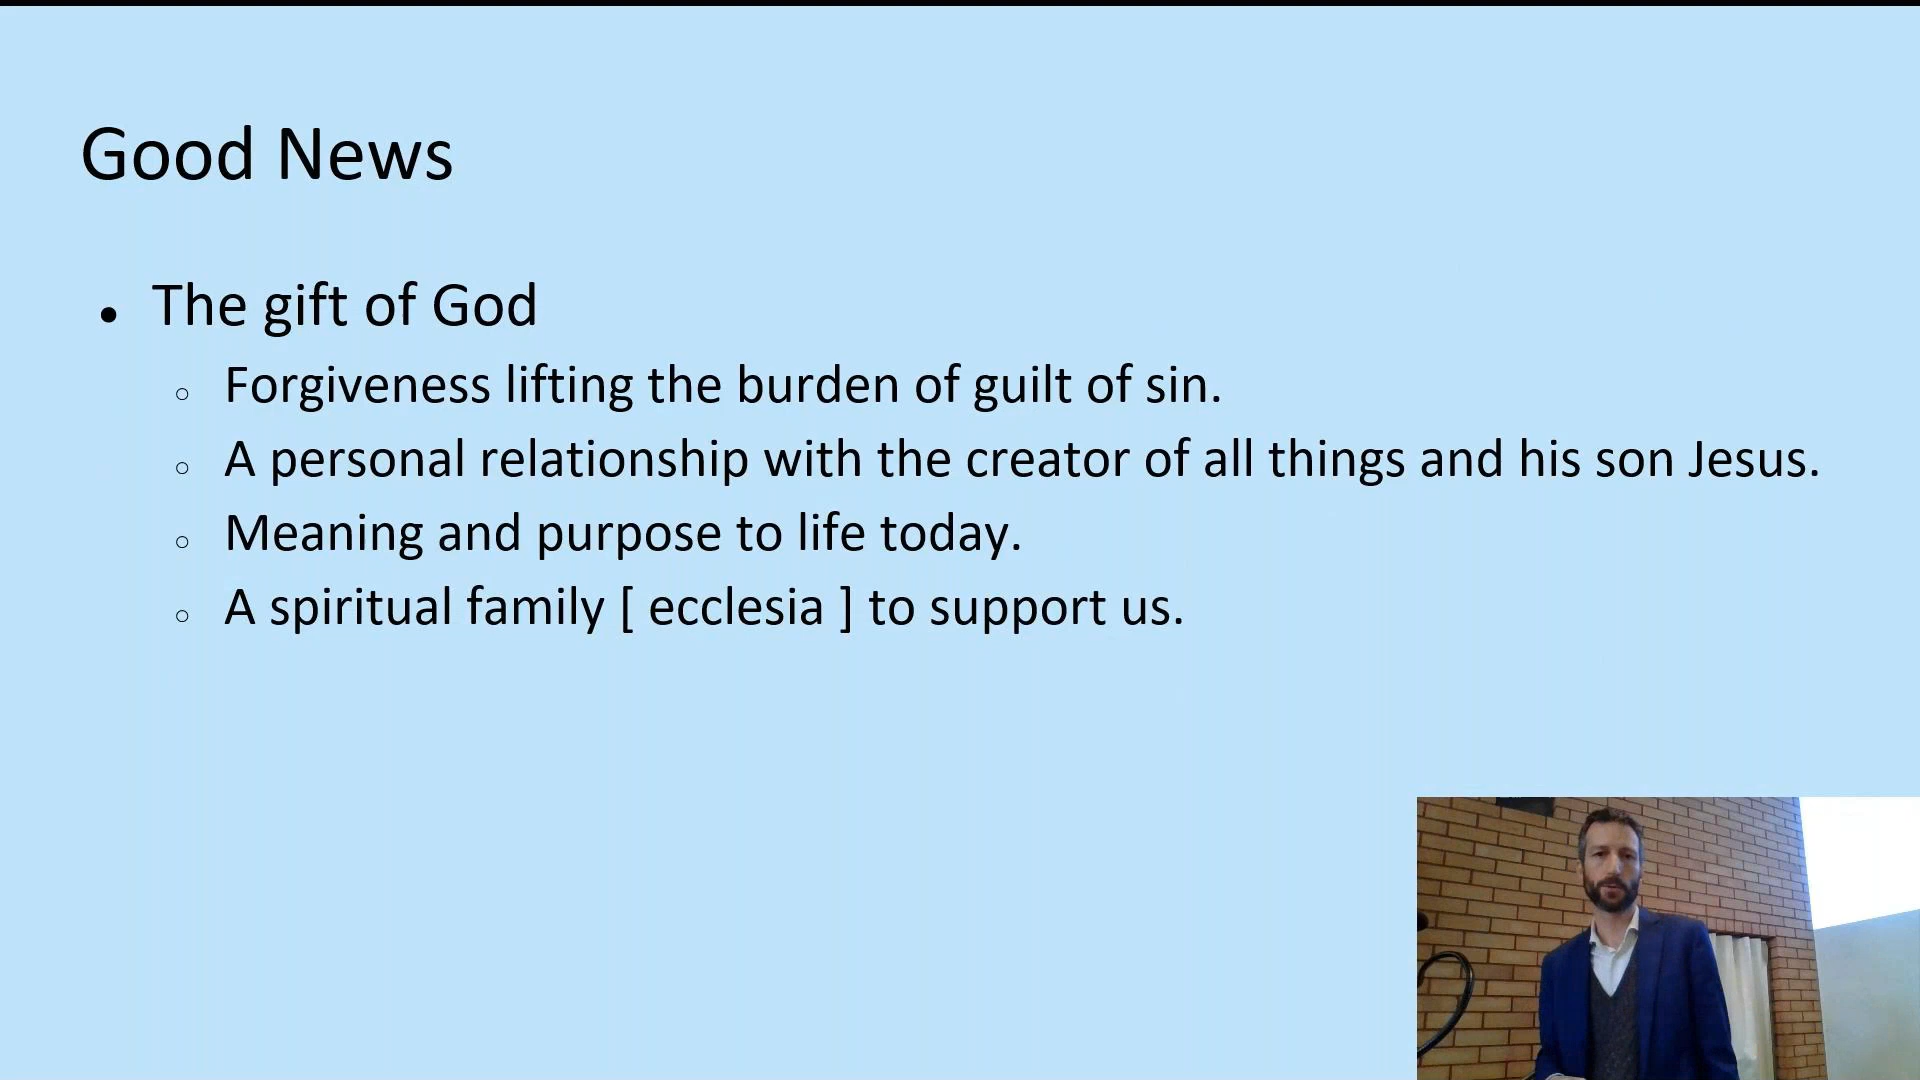 Good News
• The gift of God
○ Forgiveness lifting the burden of guilt of sin.
○ A personal relationship with the creator of all things and his son Jesus.
○ Meaning and purpose to life today.
○ A spiritual family [ ecclesia ] to support us.